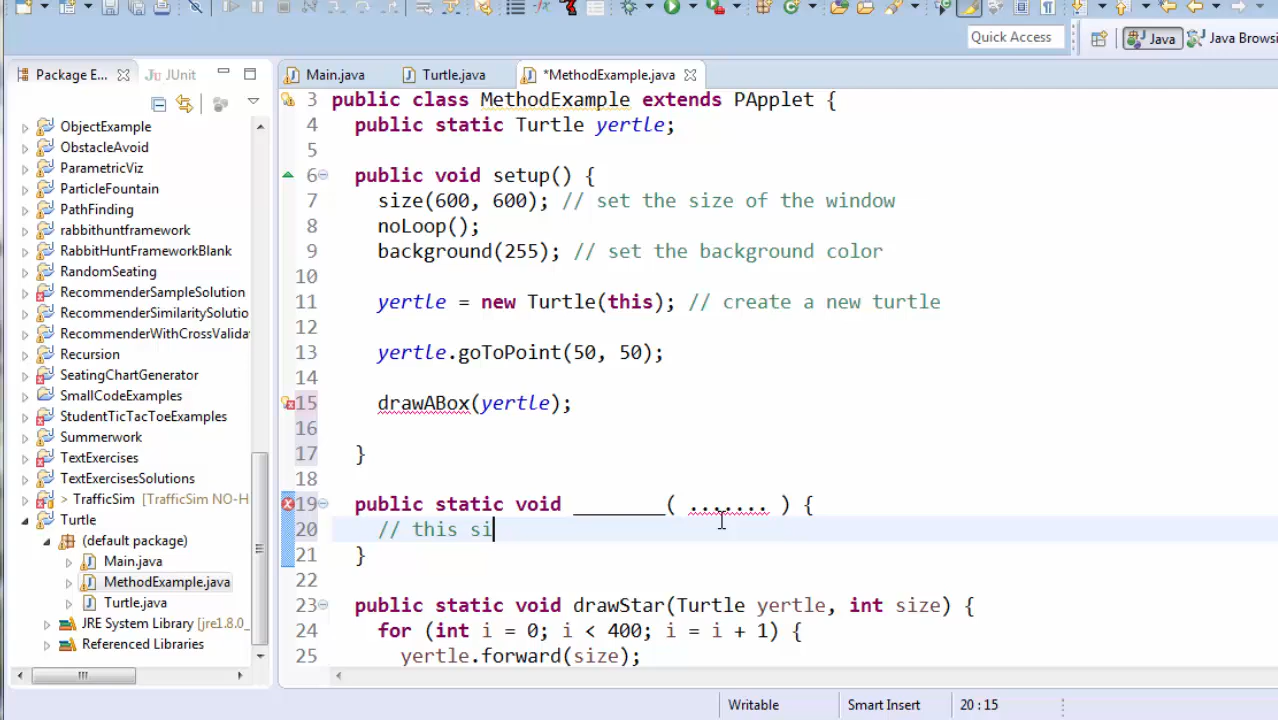 Quick Access
Java
Java Browsi
Package E...
JUnit
Main.java
Turtle.java
*MethodExample.java
ObjectExample
ObstacleAvoid
ParametricViz
ParticleFountain
PathFinding
rabbithuntframework
RabbitHuntFrameworkBlank
RandomSeating
RecommenderSampleSolution
RecommenderSimilaritySolutio
RecommenderWithCrossValida
Recursion
SeatingChartGenerator
SmallCodeExamples
StudentTicTacToeExamples
Summerwork
TextExercises
TextExercisesSolutions
> TrafficSim [TrafficSim NO-H
Turtle
(default package)
Main.java
MethodExample.java
Turtle.java
JRE System Library [jre1.8.0_
Referenced Libraries
3 public class MethodExample extends PApplet {
4 public static Turtle yertle;
5
6 public void setup() {
7 size(600, 600); // set the size of the window
8 noLoop();
9 background(255); // set the background color
10
11 yertle = new Turtle(this); // create a new turtle
12
13 yertle.goToPoint(50, 50);
14
15 drawABox(yertle);
16
17 }
18
19 public static void ________( ....... ) {
20 // this si
21 }
22
23 public static void drawStar(Turtle yertle, int size) {
24 for (int i = 0; i < 400; i = i + 1) {
25 yertle.forward(size);
Writable
Smart Insert
20 : 15